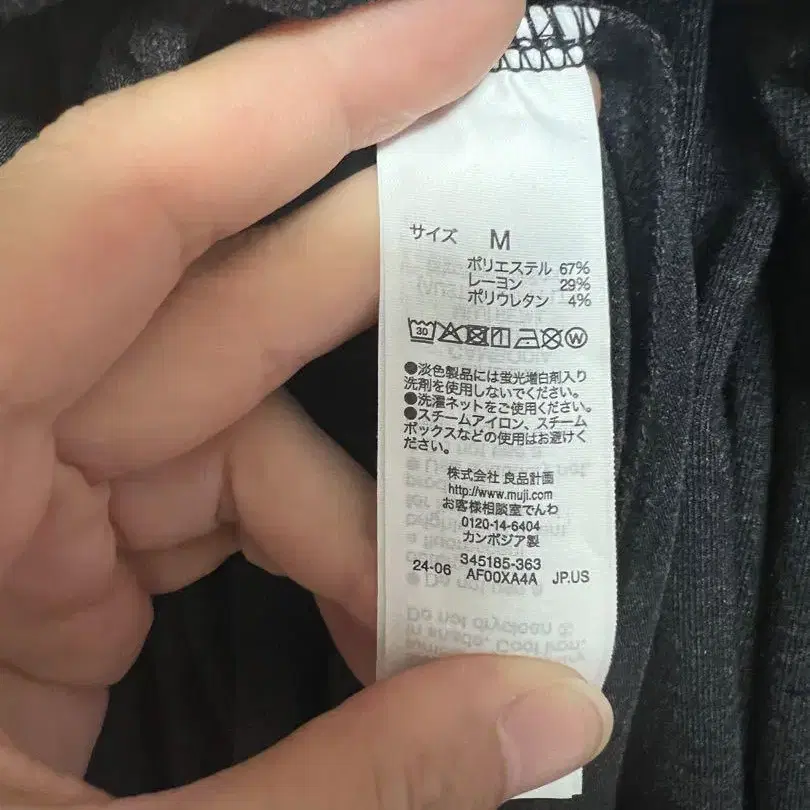 サイズ M
ポリエステル 67%
レーヨン 29%
ポリウレタン 4%
30 W
●淡色製品には蛍光増白剤入り
洗剤を使用しないでください。
●洗濯ネットをご使用ください。
●スチームアイロン、スチーム
ボックスなどの使用はお避けく
ださい。
株式会社 良品計画
http://www.muji.com
お客様相談室でんわ
0120-14-6404
カンボジア製
345185-363
24-06 AF00XA4A JP.US